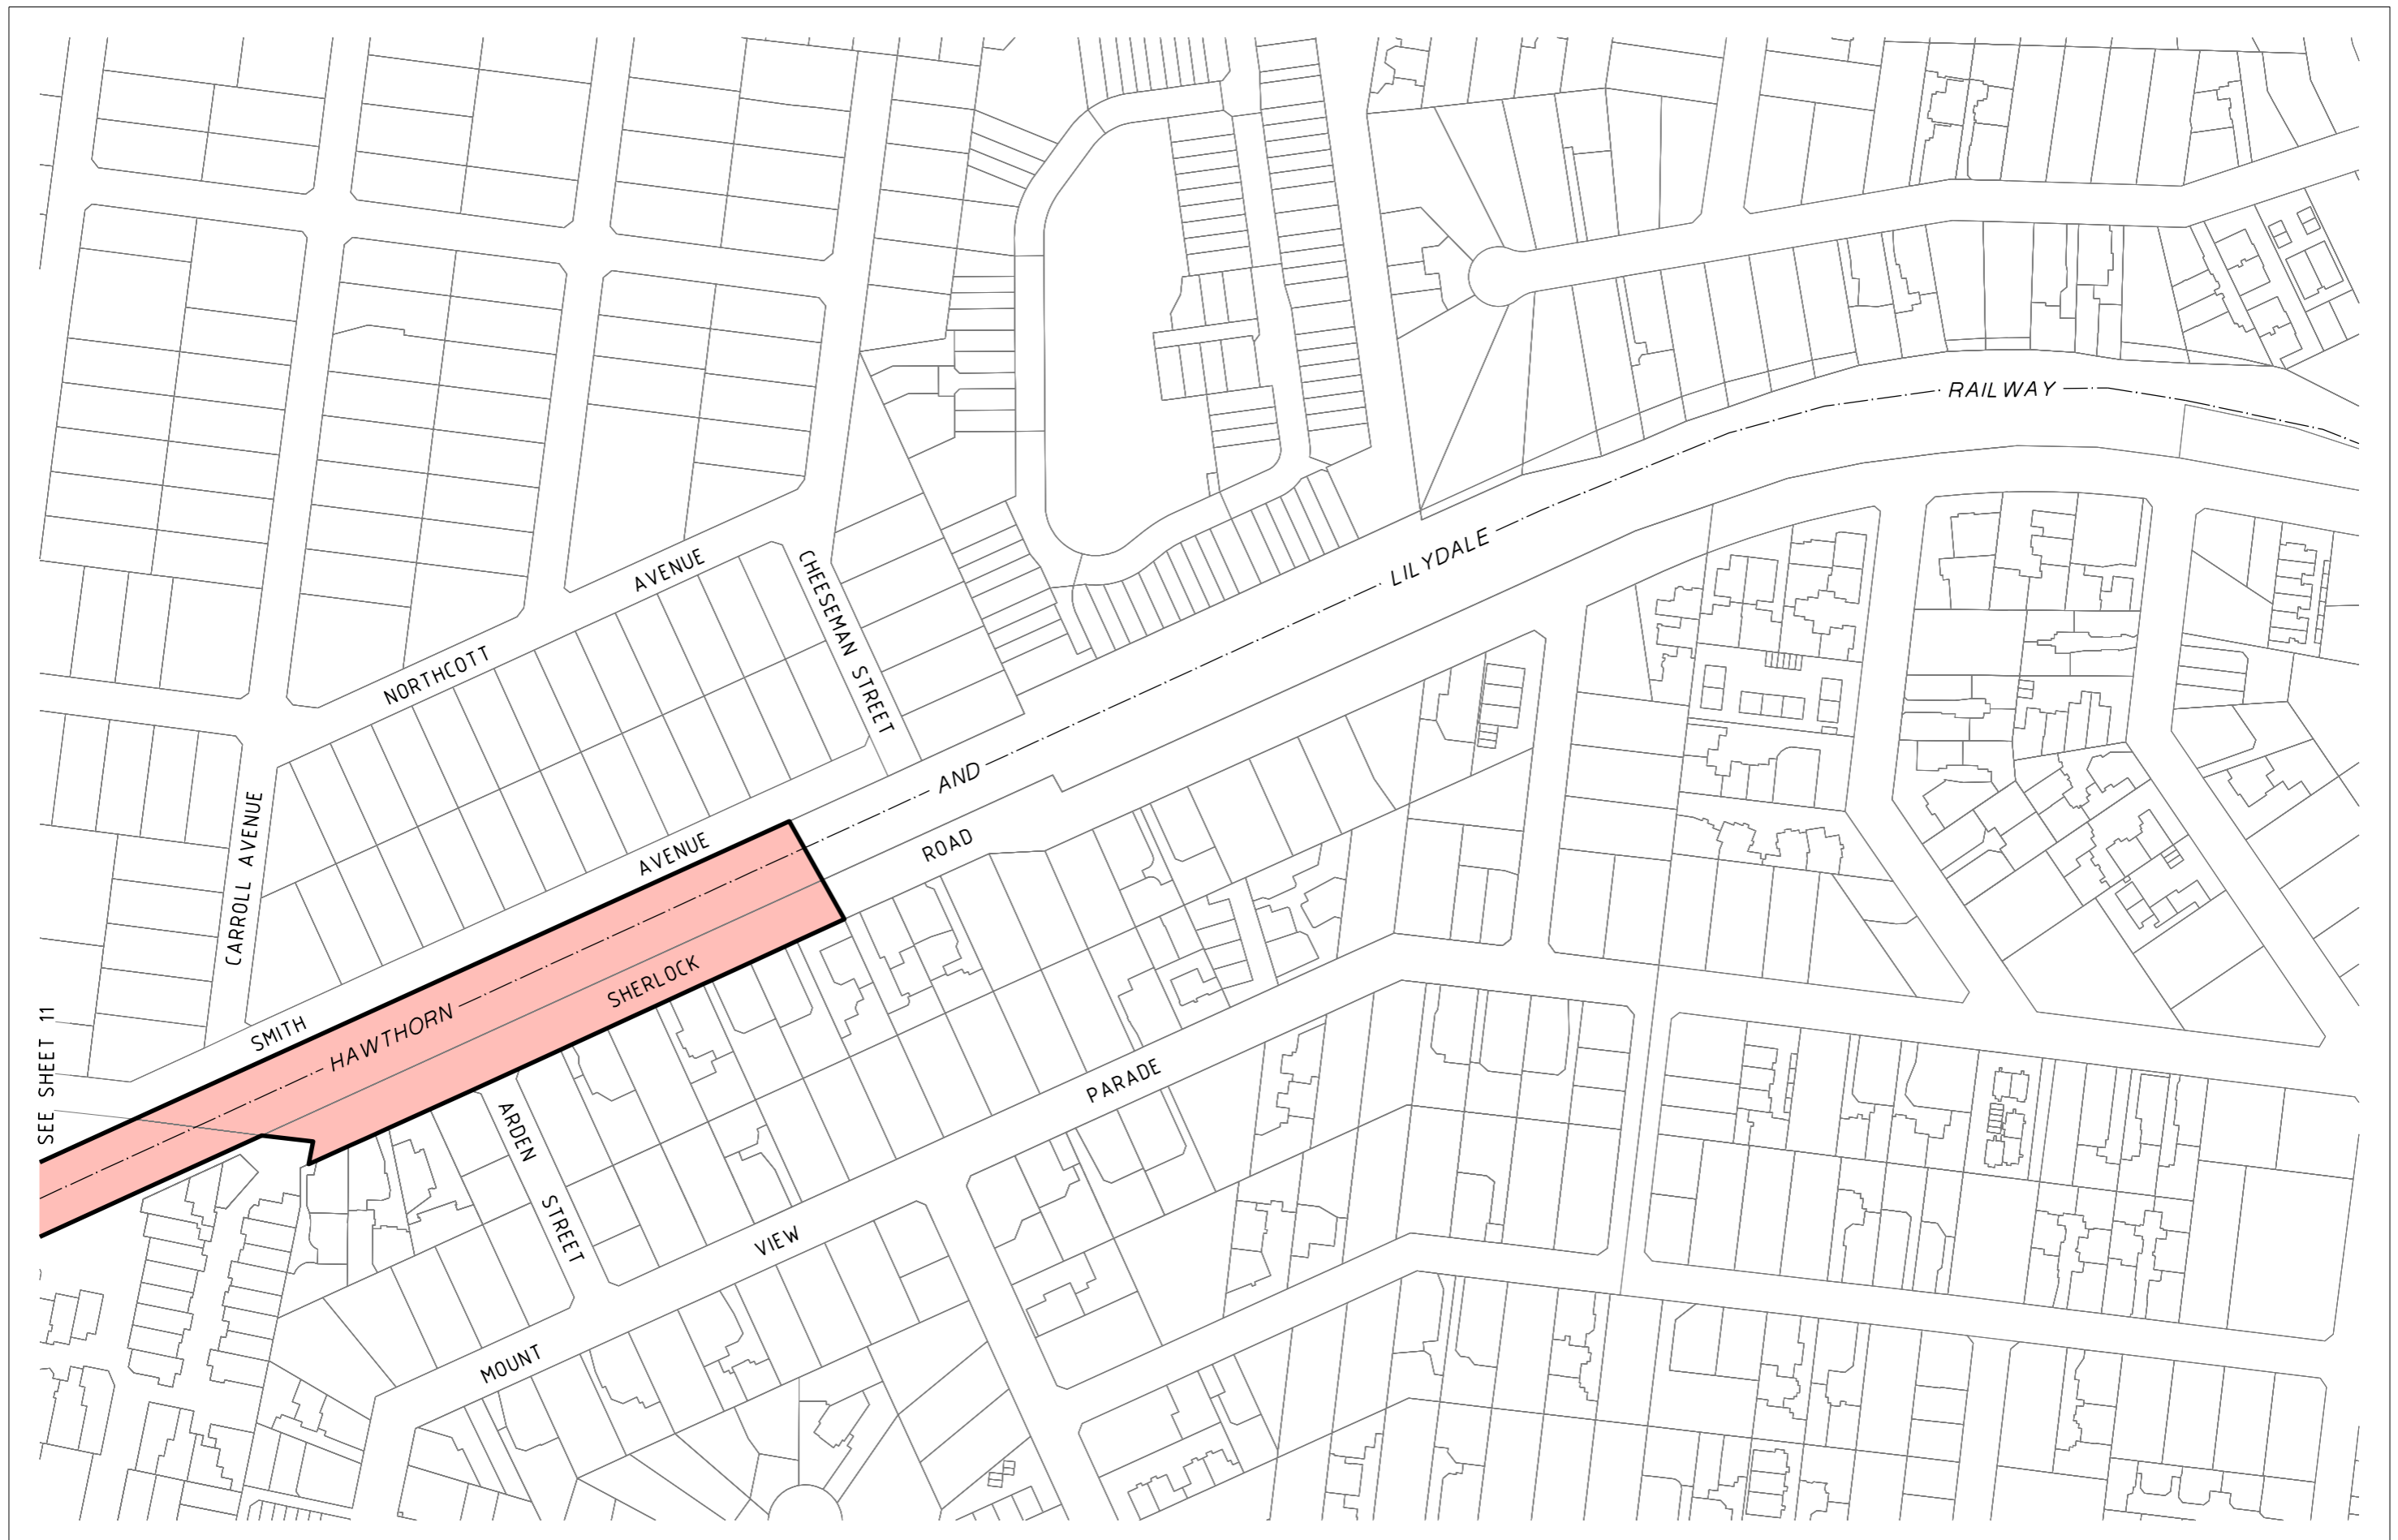 RAILWAY
LILYDALE
AND
HAWTHORN
NORTHCOTT
AVENUE
CHEESEMAN STREET
CARROLL AVENUE
SMITH
AVENUE
SHERLOCK
ROAD
SEE SHEET 11
ARDEN
STREET
MOUNT
VIEW
PARADE